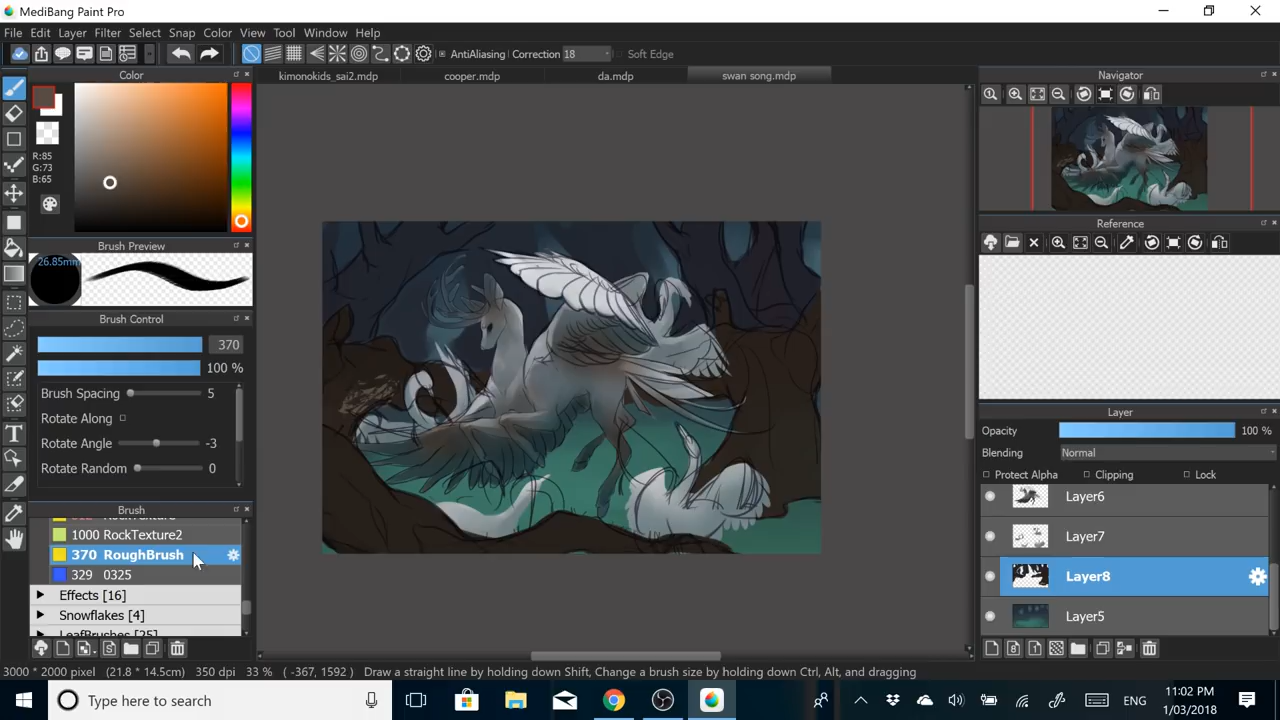 MediBang Paint Pro
File Edit Layer Filter Select Snap Color View Tool Window Help
AntiAliasing Correction 18 Soft Edge
Color
kimonokids_sai2.mdp cooper.mdp da.mdp swan song.mdp
Navigator
R:85
G:73
B:65
Brush Preview
26.85mm
Reference
Brush Control
370
100 %
Brush Spacing 5
Rotate Along
Rotate Angle -3
Rotate Random 0
Layer
Opacity 100 %
Blending Normal
Protect Alpha Clipping Lock
Layer6
Layer7
Layer8
Layer5
Brush
512 RockTexture
1000 RockTexture2
370 RoughBrush
329 0325
Effects [16]
Snowflakes [4]
LeafBrushes [25]
3000 * 2000 pixel (21.8 * 14.5cm) 350 dpi 33 % ( -367, 1592 ) Draw a straight line by holding down Shift, Change a brush size by holding down Ctrl, Alt, and dragging
Type here to search
ENG
11:02 PM
1/03/2018